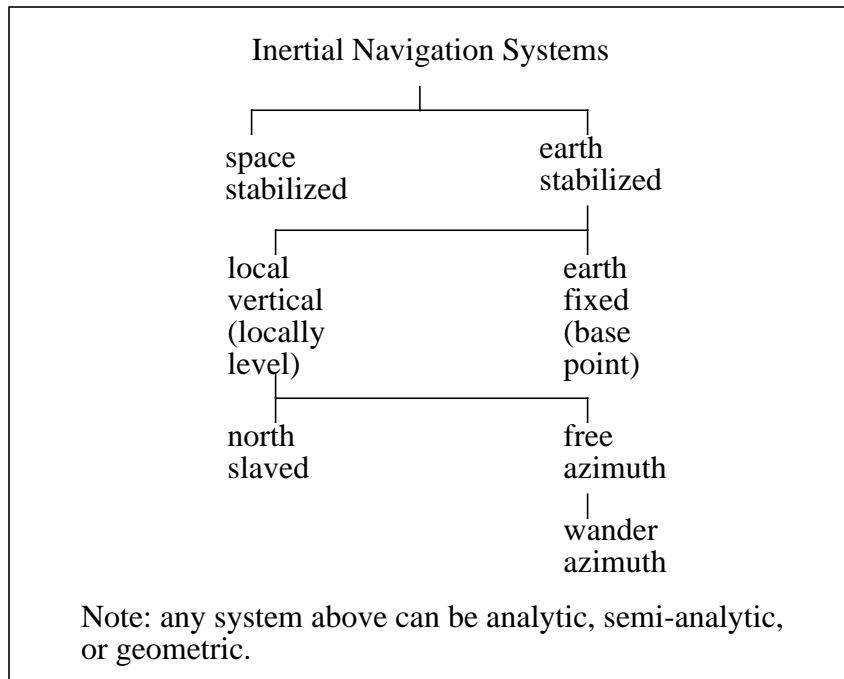 Inertial Navigation Systems
space
stabilized
earth
stabilized
local
vertical
(locally
level)
earth
fixed
(base
point)
north
slaved
free
azimuth
wander
azimuth
Note: any system above can be analytic, semi-analytic,
or geometric.